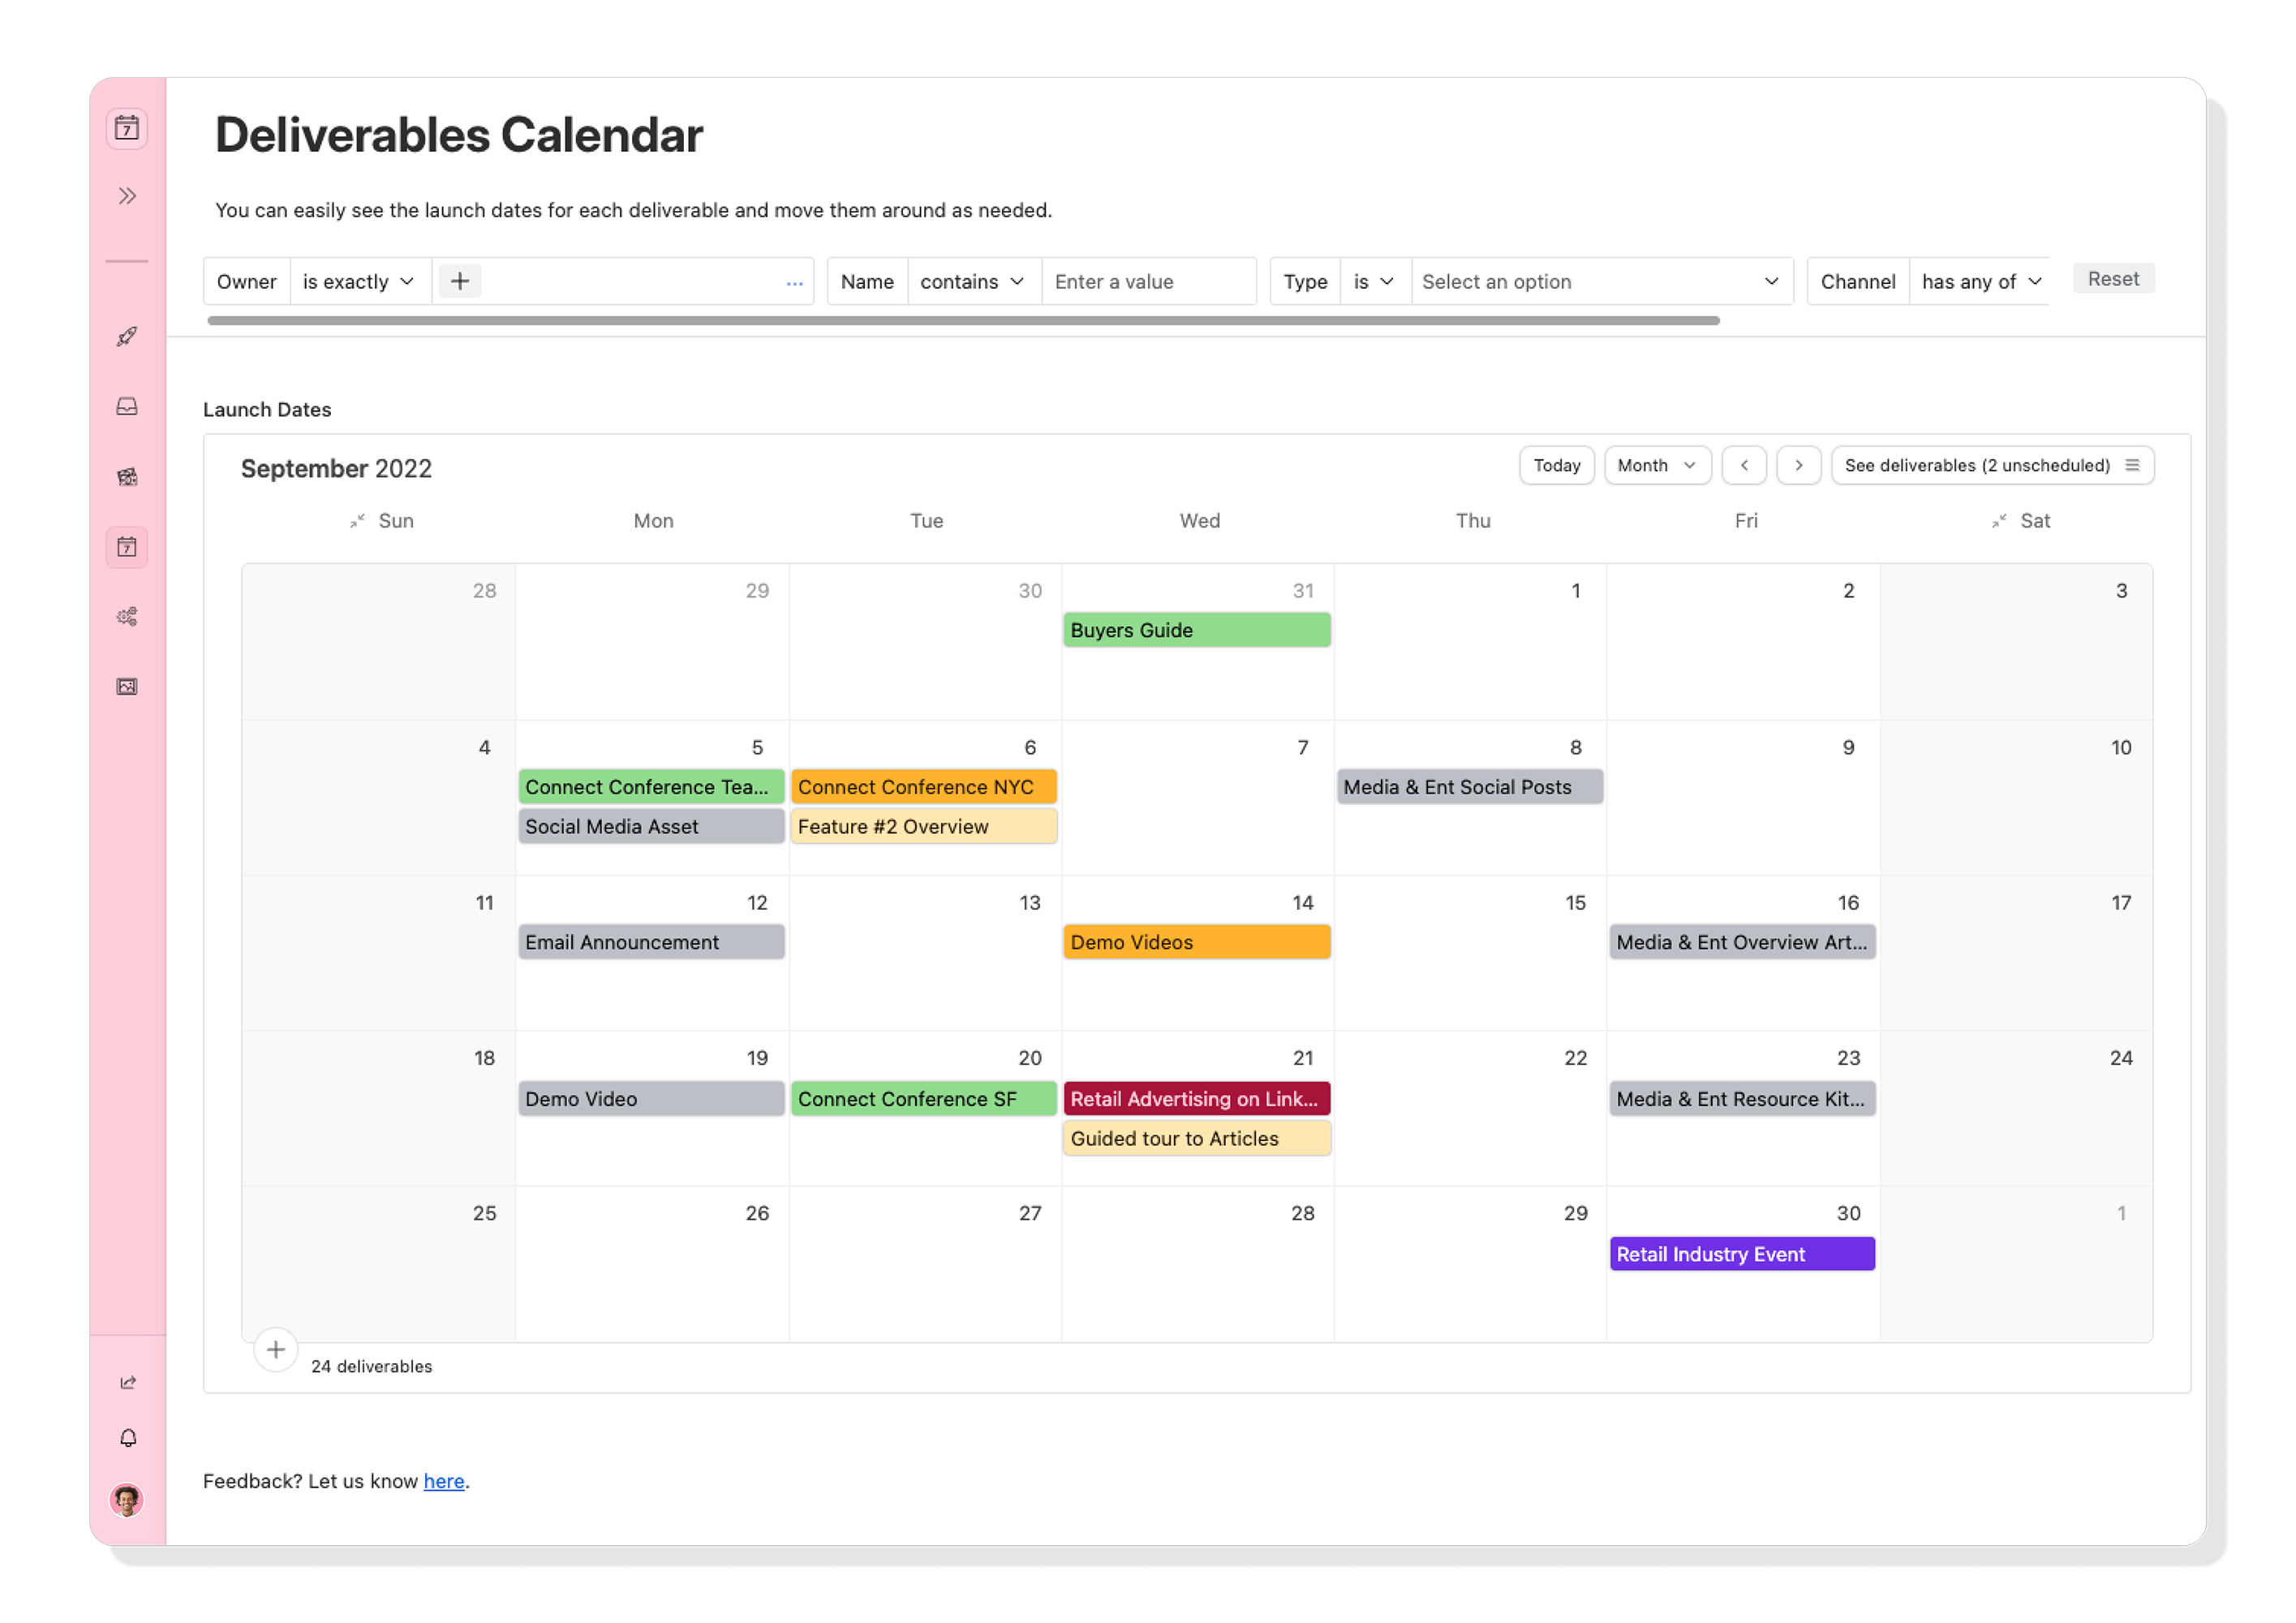 7
Deliverables Calendar
You can easily see the launch dates for each deliverable and move them around as needed.
Owner is exactly + ... Name contains Enter a value Type is Select an option Channel has any of Reset
Launch Dates
September 2022 Today Month See deliverables (2 unscheduled)
Sun Mon Tue Wed Thu Fri Sat
28 29 30 31 1 2 3
Buyers Guide
7
4 5 6 7 8 9 10
Connect Conference Tea... Connect Conference NYC Media & Ent Social Posts
Social Media Asset Feature #2 Overview
11 12 13 14 15 16 17
Email Announcement Demo Videos Media & Ent Overview Art...
18 19 20 21 22 23 24
Demo Video Connect Conference SF Retail Advertising on Link... Media & Ent Resource Kit...
Guided tour to Articles
25 26 27 28 29 30 1
Retail Industry Event
+ 24 deliverables
Feedback? Let us know here.